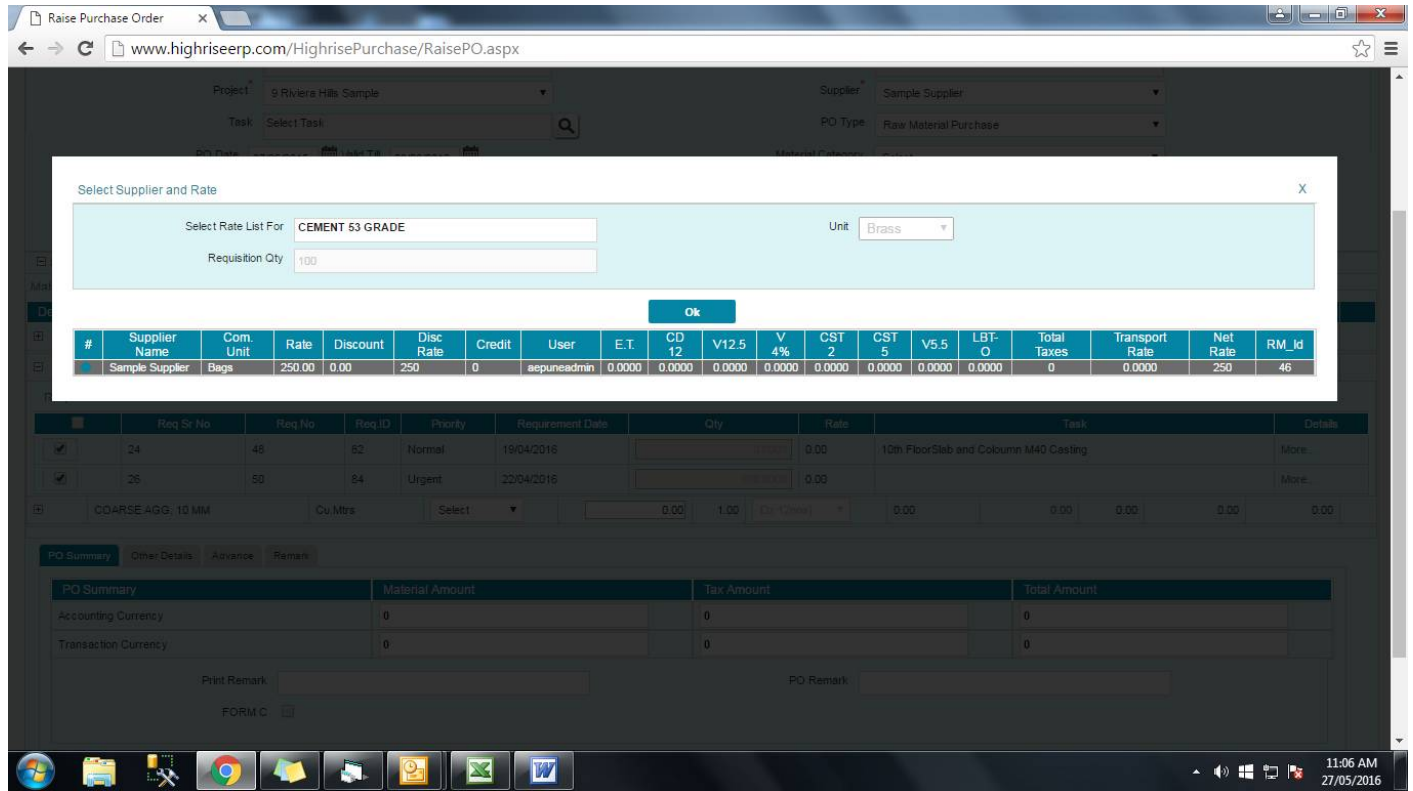 Raise Purchase Order
www.highriseerp.com/HighrisePurchase/RaisePO.aspx
Project* 9 Riviera Hills Sample Supplier* Sample Supplier
Task Select Task PO Type Raw Material Purchase
PO Date Valid Till Material Category
Select Supplier and Rate X
Select Rate List For CEMENT 53 GRADE Unit Brass
Requisition Qty 100
Ok
# Supplier Name Com. Unit Rate Discount Disc Rate Credit User E.T. CD 12 V12.5 V 4% CST 2 CST 5 V5.5 LBT-O Total Taxes Transport Rate Net Rate RM_Id
Sample Supplier Bags 250.00 0.00 250 0 aepuneadmin 0.0000 0.0000 0.0000 0.0000 0.0000 0.0000 0.0000 0.0000 0 0.0000 250 46
Req Sr No Req.No Req.ID Priority Requirement Date Qty Rate Task Details
24 46 62 Normal 19/04/2016 0.00 10th FloorSlab and Coloumn M40 Casting More...
26 50 84 Urgent 22/04/2016 0.00 More...
COARSE AGG; 10 MM Cu.Mtrs Select 0.00 1.00 0.00 0.00 0.00 0.00 0.00
PO Summary Other Details Advance Remark
PO Summary Material Amount Tax Amount Total Amount
Accounting Currency 0 0 0
Transaction Currency 0 0 0
Print Remark PO Remark
FORM C
11:06 AM
27/05/2016